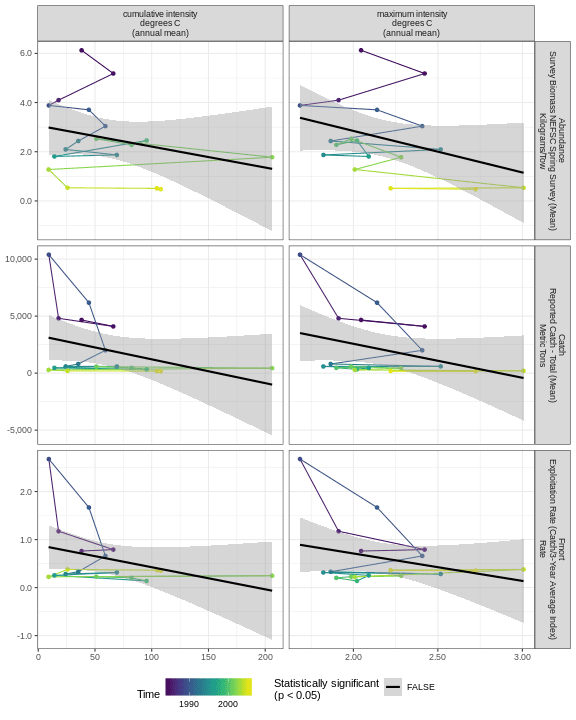 cumulative intensity
degrees C
(annual mean)
maximum intensity
degrees C
(annual mean)
6.0
4.0
2.0
0.0
Abundance
Survey Biomass NEFSC Spring Survey (Mean)
Kilograms/Tow
10,000
5,000
0
-5,000
Catch
Reported Catch - Total (Mean)
Metric Tons
2.0
1.0
0.0
-1.0
Fmort
Exploitation Rate (Catch/3-Year Average Index)
Rate
0
50
100
150
200
2.00
2.50
3.00
Time
1990
2000
Statistically significant
(p < 0.05)
FALSE